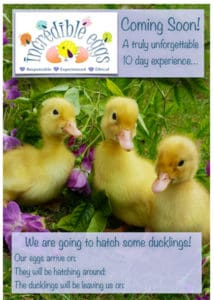 incredible eggs
Responsible Experienced Ethical
Coming Soon!
A truly unforgettable
10 day experience...
We are going to hatch some ducklings!
Our eggs arrive on:
They will be hatching around:
The ducklings will be leaving us on: